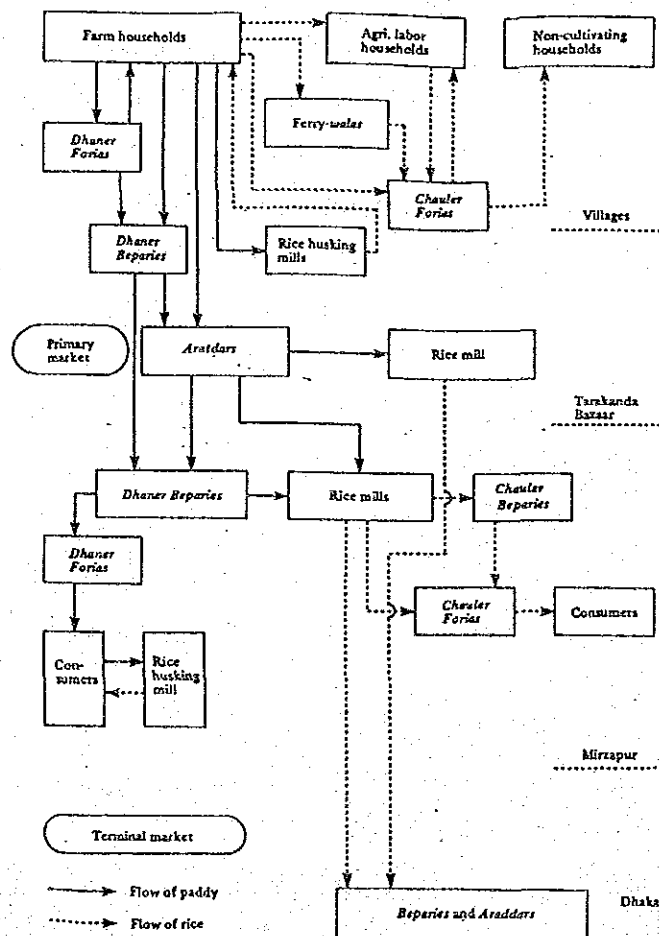 Farm households
Agri. labor
households
Non-cultivating
households
Ferry-walas
Dhaner
Forias
Chauler
Forias
Villages
Dhaner
Beparies
Rice husking
mills
Primary
market
Aratdars
Rice mill
Tarakanda
Bazaar
Dhaner Beparies
Rice mills
Chauler
Beparies
Dhaner
Forias
Chauler
Forias
Consumers
Con-
sumers
Rice
husking
mill
Mirzapur
Terminal market
Flow of paddy
Flow of rice
Beparies and Araddars
Dhaka